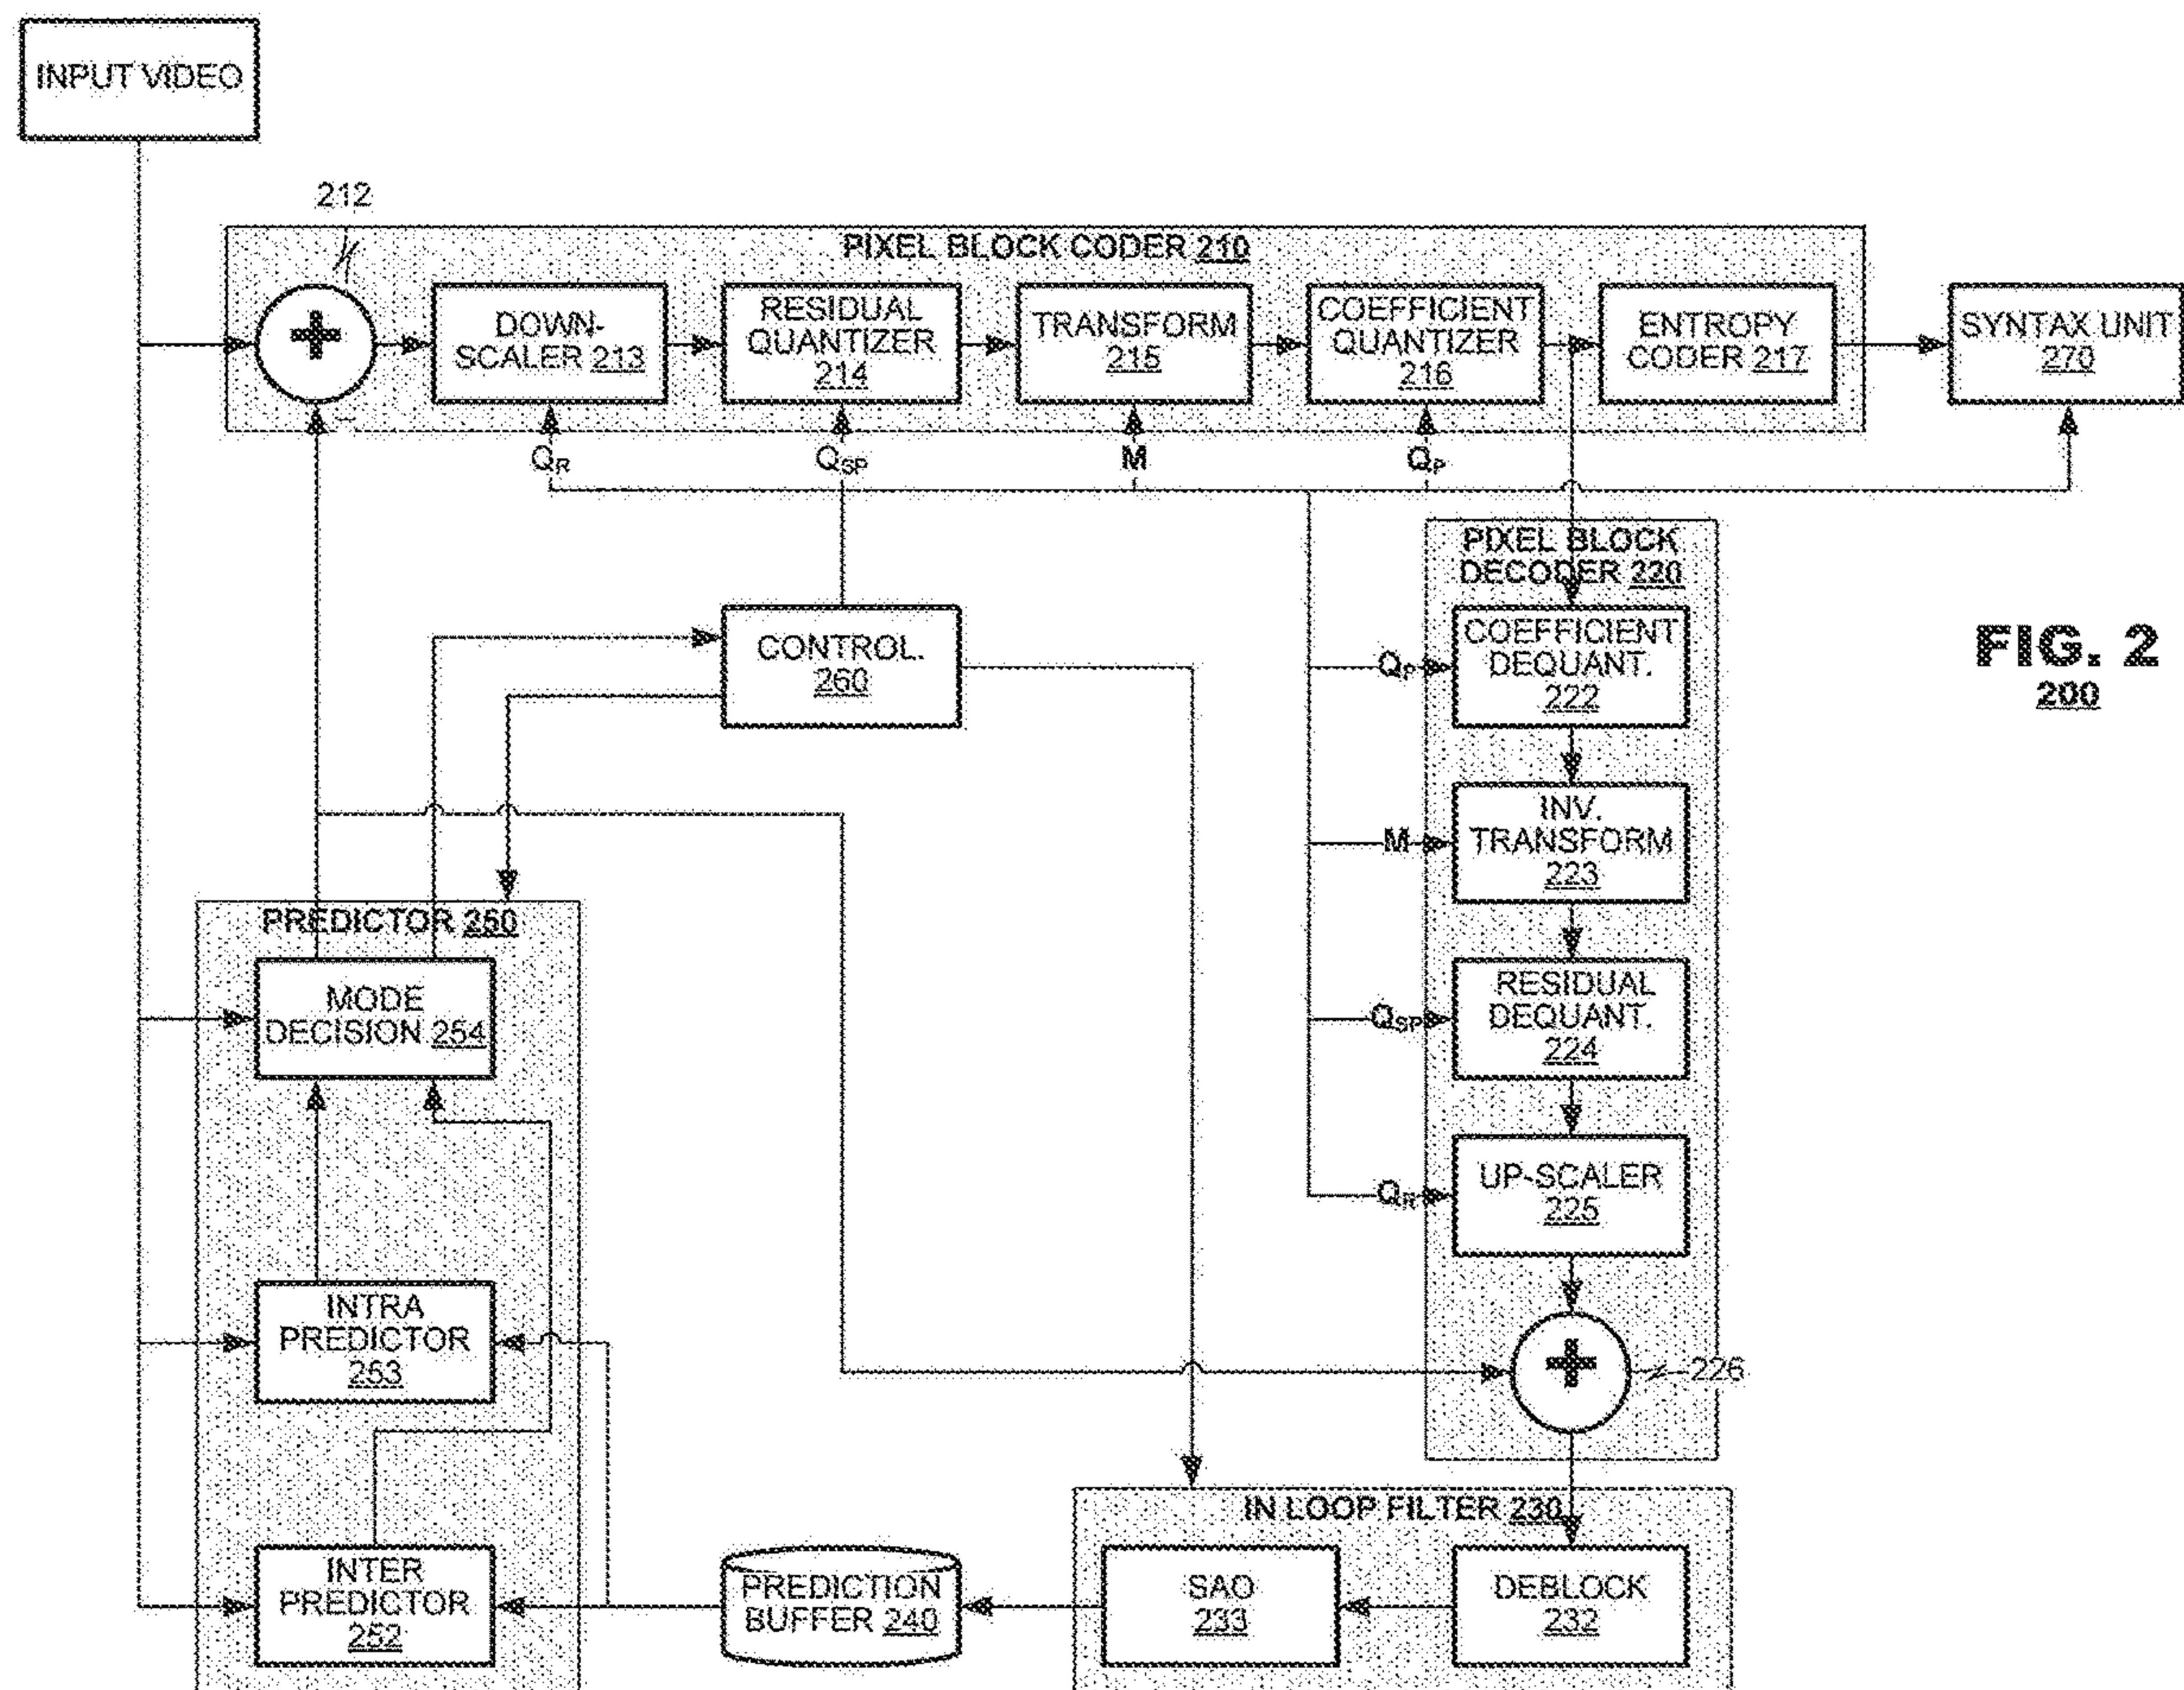 INPUT VIDEO
212
PIXEL BLOCK CODER 210
+
DOWN-
SCALER 213
RESIDUAL
QUANTIZER
214
TRANSFORM
215
COEFFICIENT
QUANTIZER
216
ENTROPY
CODER 217
SYNTAX UNIT
270
-
QR
QSP
M
QP
PIXEL BLOCK
DECODER 220
CONTROL.
260
QP
COEFFICIENT
DEQUANT.
222
FIG. 2
200
M
INV.
TRANSFORM
223
PREDICTOR 250
MODE
DECISION 254
QSP
RESIDUAL
DEQUANT.
224
QR
UP-SCALER
225
INTRA
PREDICTOR
253
+
226
IN LOOP FILTER 230
INTER
PREDICTOR
252
PREDICTION
BUFFER 240
SAO
233
DEBLOCK
232